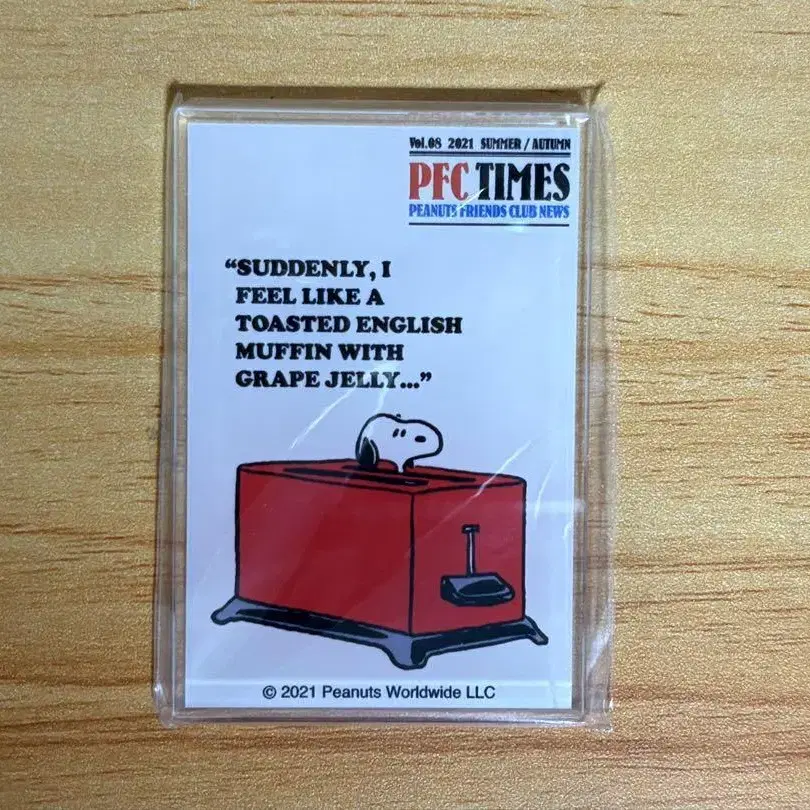 Vol.08 2021 SUMMER / AUTUMN
PFC TIMES
PEANUTS FRIENDS CLUB NEWS
“SUDDENLY, I
FEEL LIKE A
TOASTED ENGLISH
MUFFIN WITH
GRAPE JELLY...”
© 2021 Peanuts Worldwide LLC